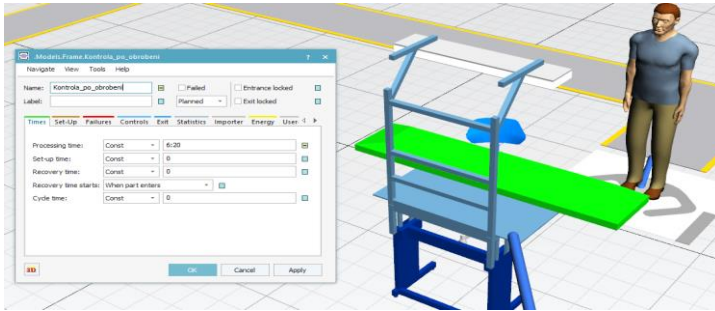 .Models.Frame.Kontrola_po_obrobeni ? ×
Navigate View Tools Help
Name: Kontrola_po_obrobeni Failed Entrance locked
Label: Planned Exit locked
Times Set-Up Failures Controls Exit Statistics Importer Energy User
Processing time: Const 6:20
Set-up time: Const 0
Recovery time: Const 0
Recovery time starts: When part enters
Cycle time: Const 0
3D OK Cancel Apply